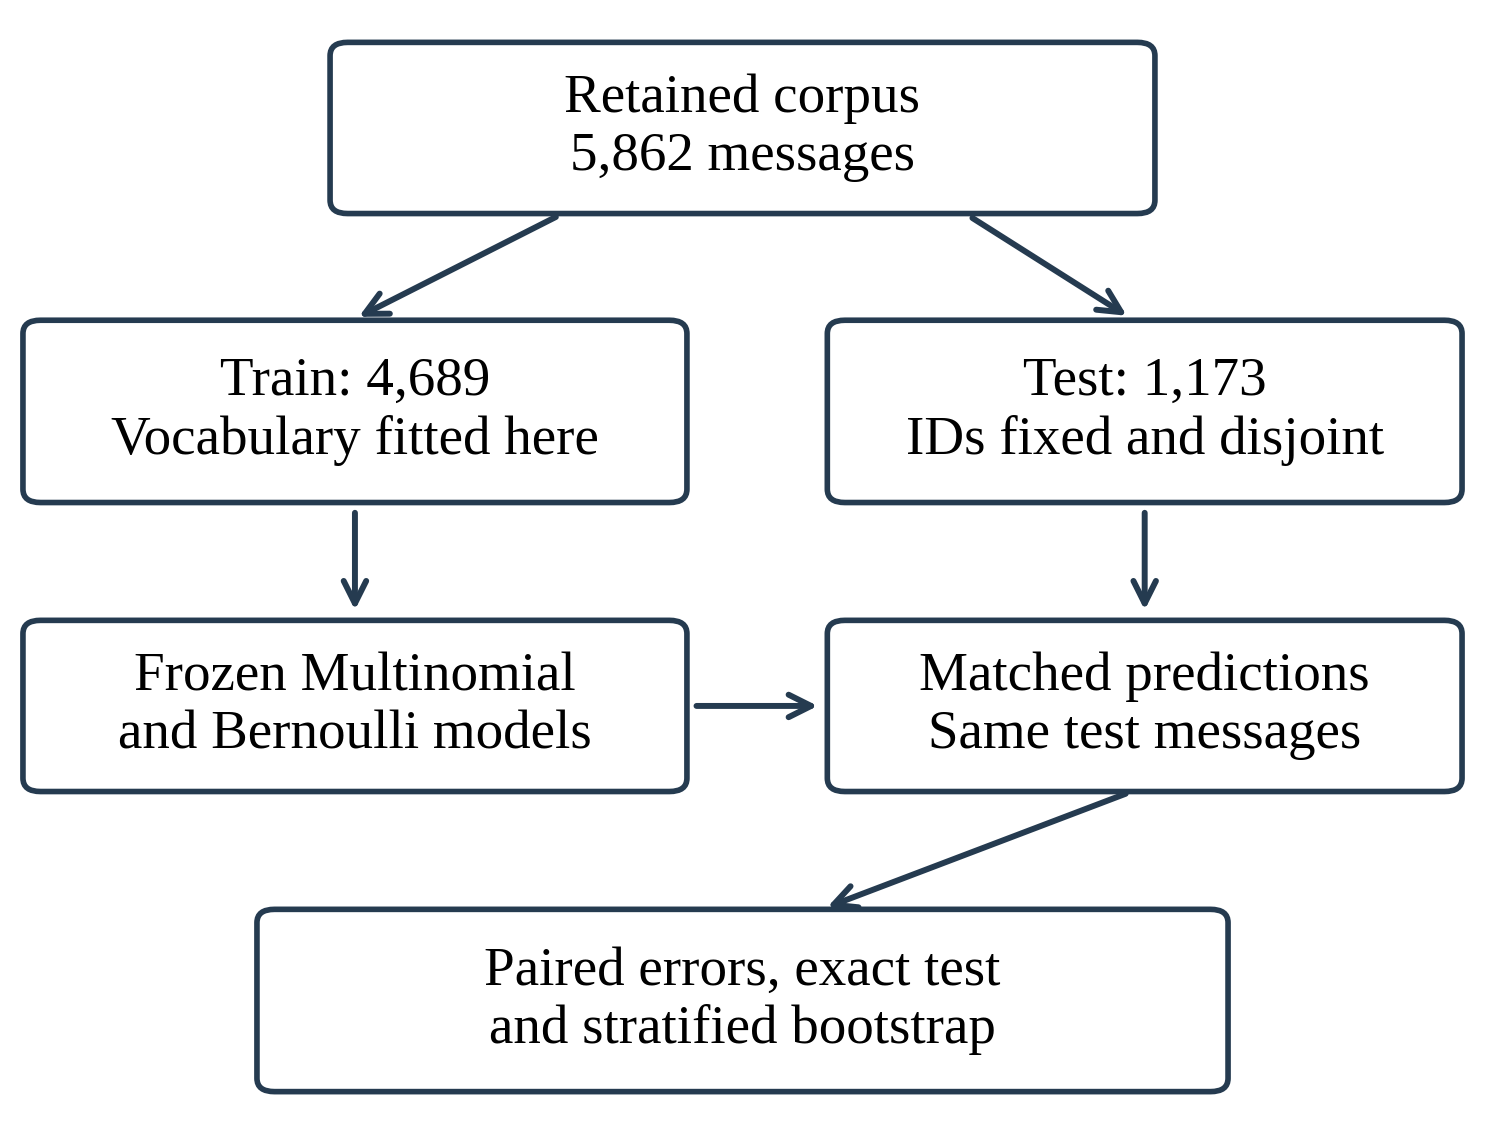 Retained corpus
5,862 messages
Train: 4,689
Vocabulary fitted here
Test: 1,173
IDs fixed and disjoint
Frozen Multinomial
and Bernoulli models
Matched predictions
Same test messages
Paired errors, exact test
and stratified bootstrap